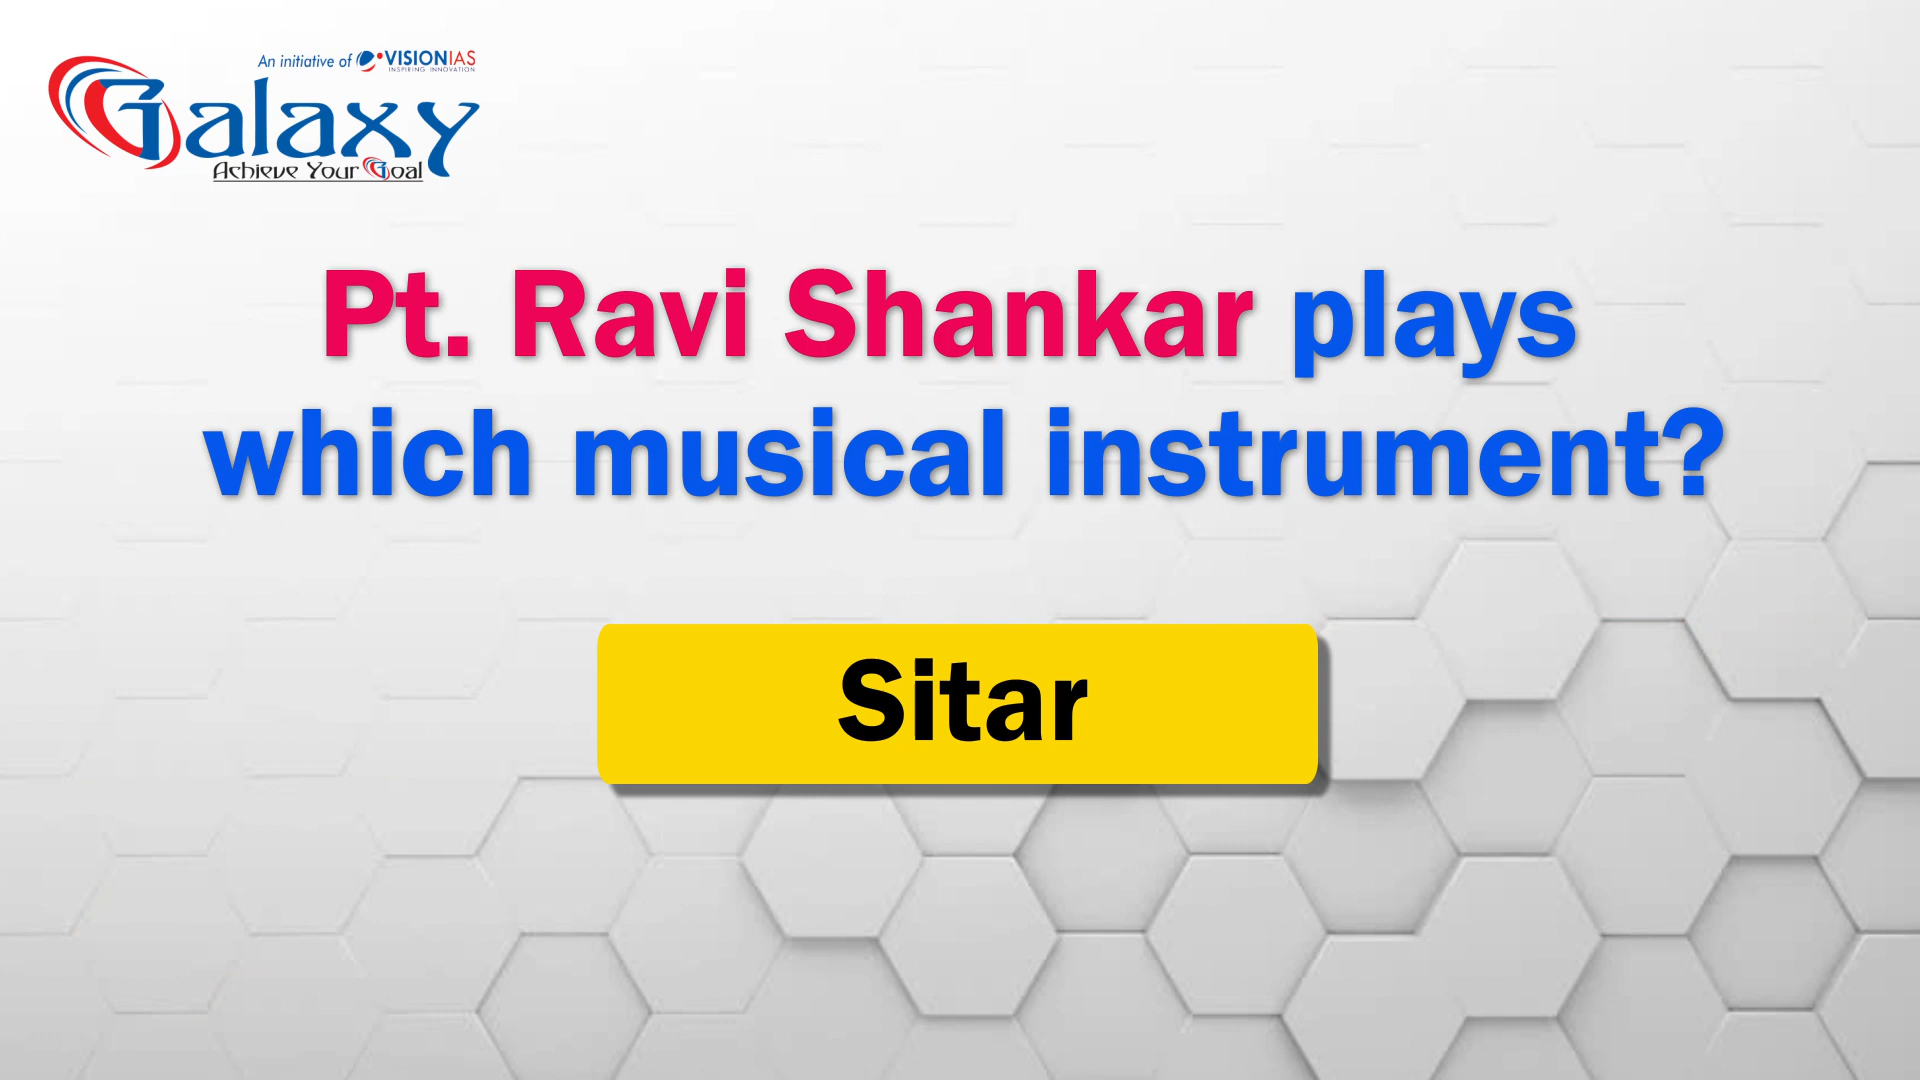 An initiative of VISIONIAS
INSPIRING INNOVATION
Galaxy
Achieve Your Goal
Pt. Ravi Shankar plays
which musical instrument?
Sitar